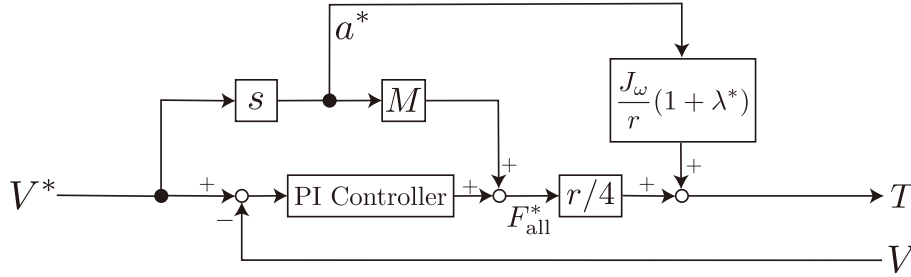 a*
J_ω/r (1 + λ*)
s
M
V*
+
−
PI Controller
+
+
F*_all
r/4
+
+
T
V